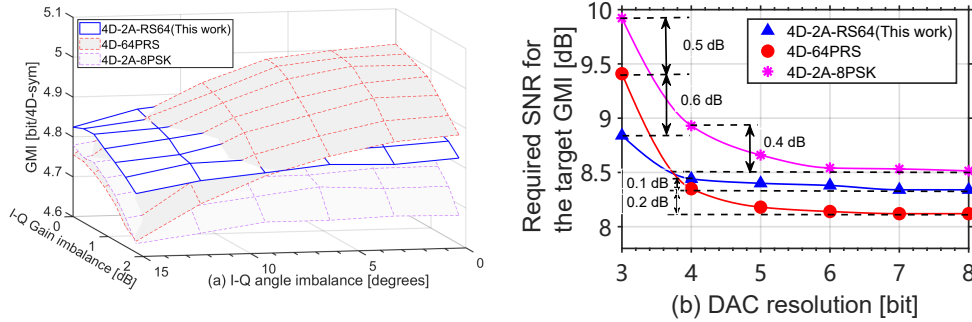 5.1
5
4.9
4.8
4.7
4.6
GMI [bit/4D-sym]
4D-2A-RS64(This work)
4D-64PRS
4D-2A-8PSK
0
1
2
I-Q Gain imbalance [dB]
15
10
5
0
(a) I-Q angle imbalance [degrees]
10
9.5
9
8.5
8
Required SNR for
the target GMI [dB]
4D-2A-RS64(This work)
4D-64PRS
4D-2A-8PSK
0.5 dB
0.6 dB
0.4 dB
0.1 dB
0.2 dB
3
4
5
6
7
8
(b) DAC resolution [bit]